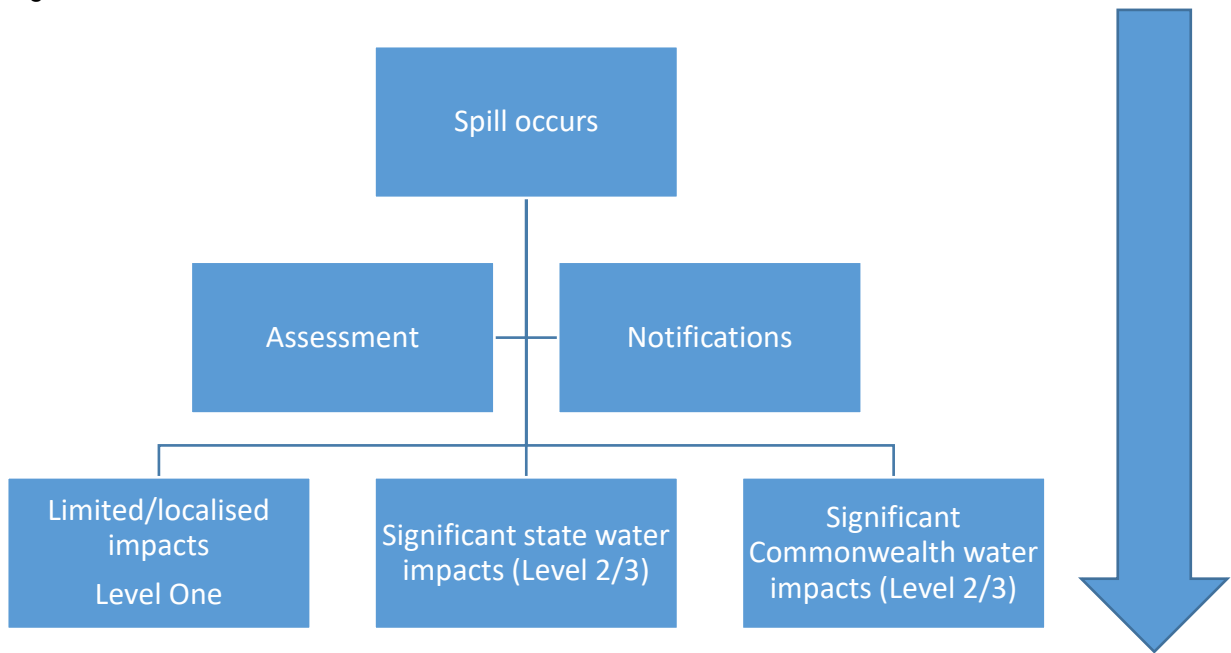 Spill occurs
Assessment
Notifications
Limited/localised
impacts
Level One
Significant state water
impacts (Level 2/3)
Significant
Commonwealth water
impacts (Level 2/3)